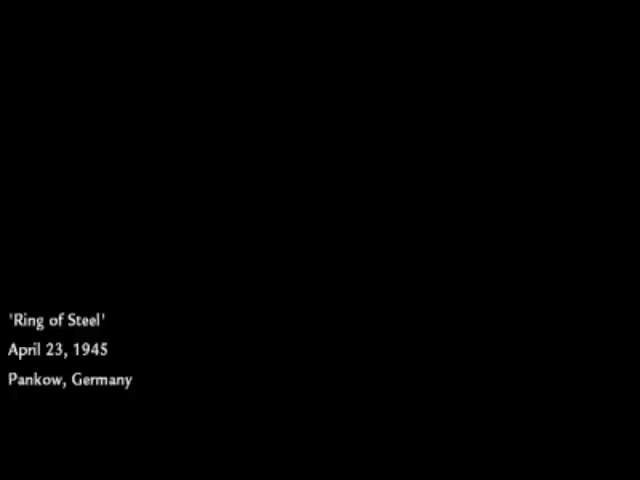 'Ring of Steel'
April 23, 1945
Pankow, Germany